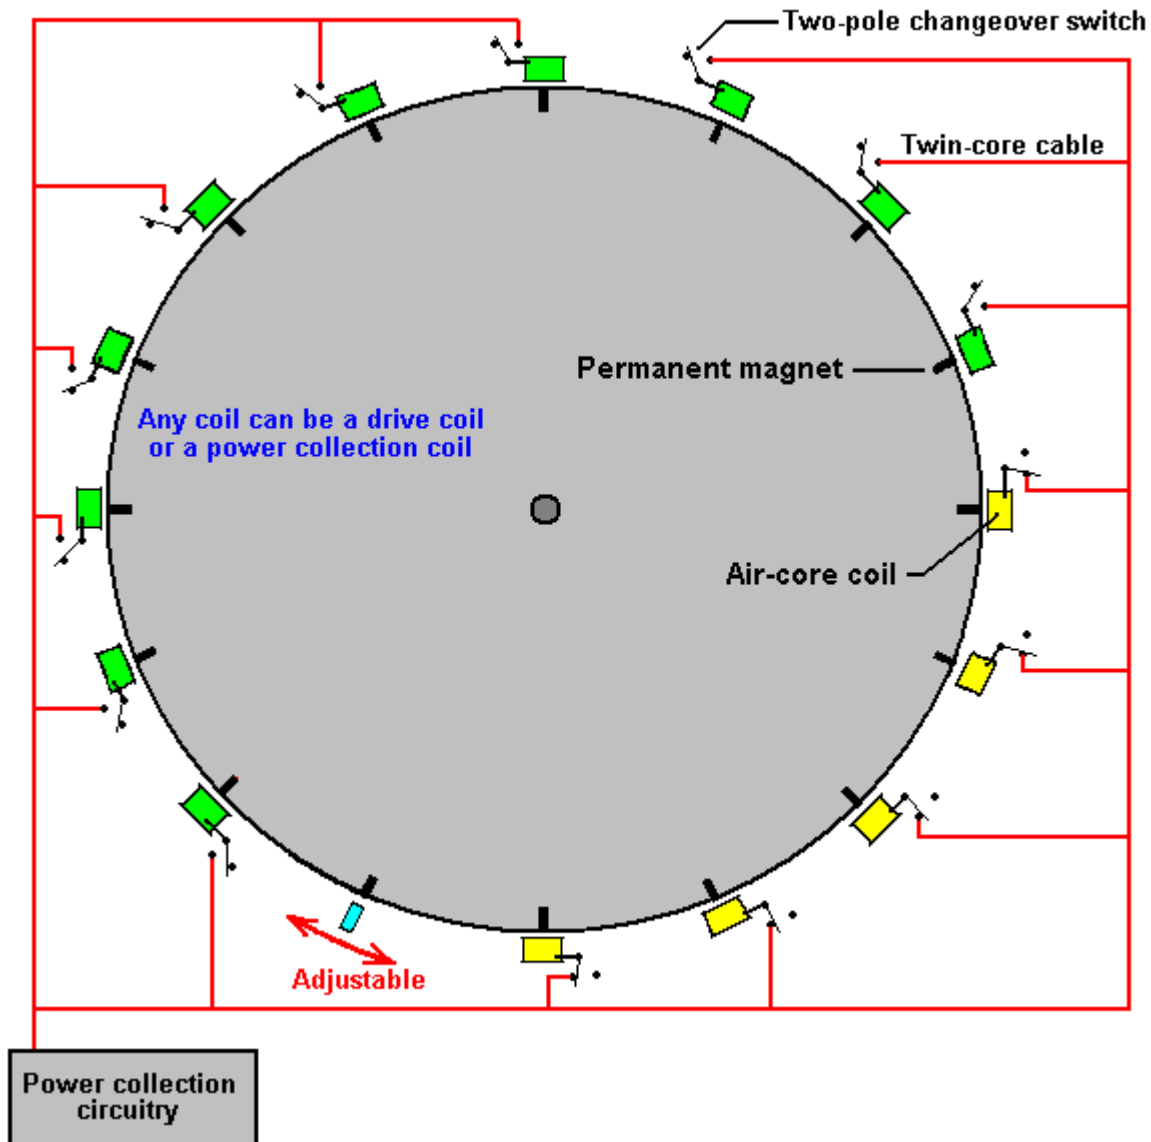 Two-pole changeover switch
Twin-core cable
Permanent magnet
Any coil can be a drive coil
or a power collection coil
Air-core coil
Adjustable
Power collection
circuitry